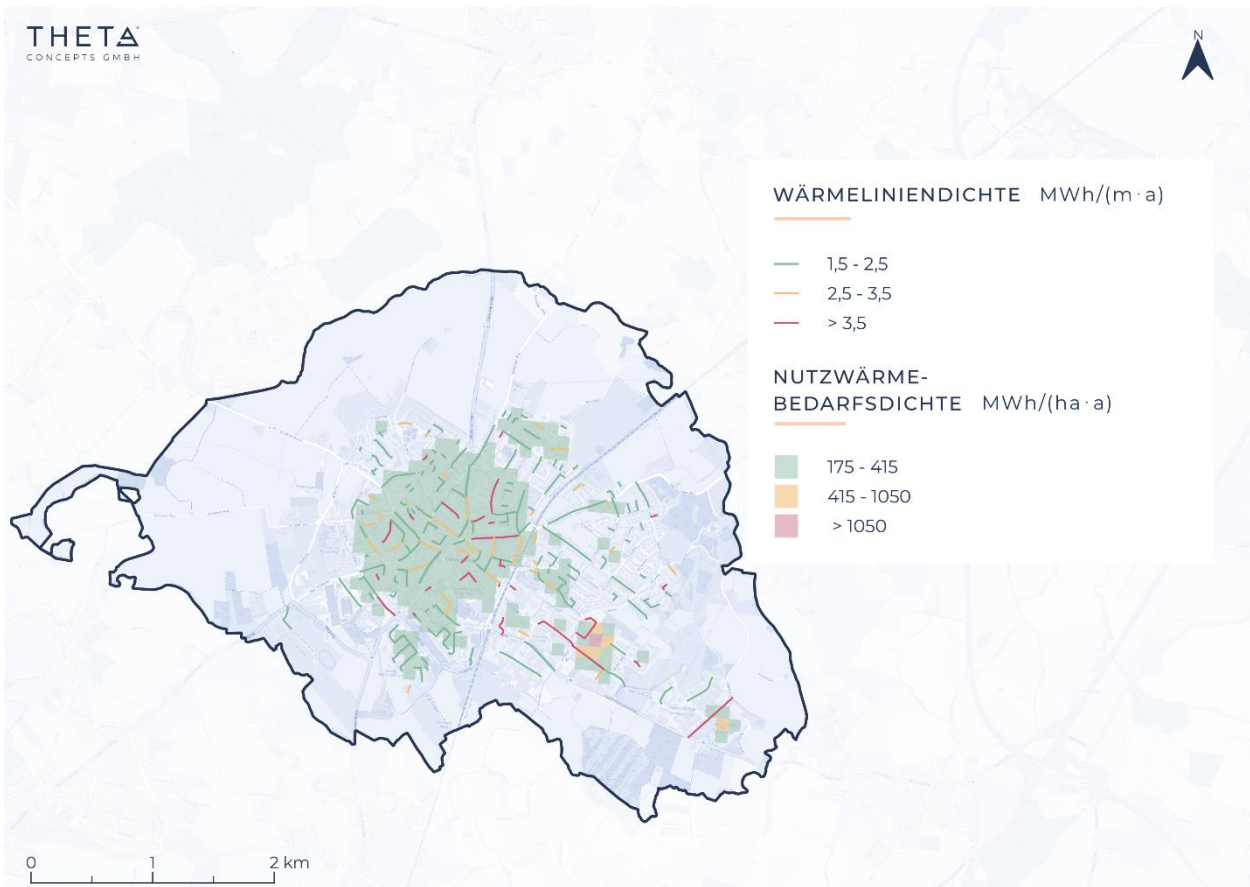 THETA
CONCEPTS GMBH
N
WÄRMELINIENDICHTE MWh/(m·a)
1,5 - 2,5
2,5 - 3,5
> 3,5
NUTZWÄRME-
BEDARFSDICHTE MWh/(ha·a)
175 - 415
415 - 1050
> 1050
0 1 2 km